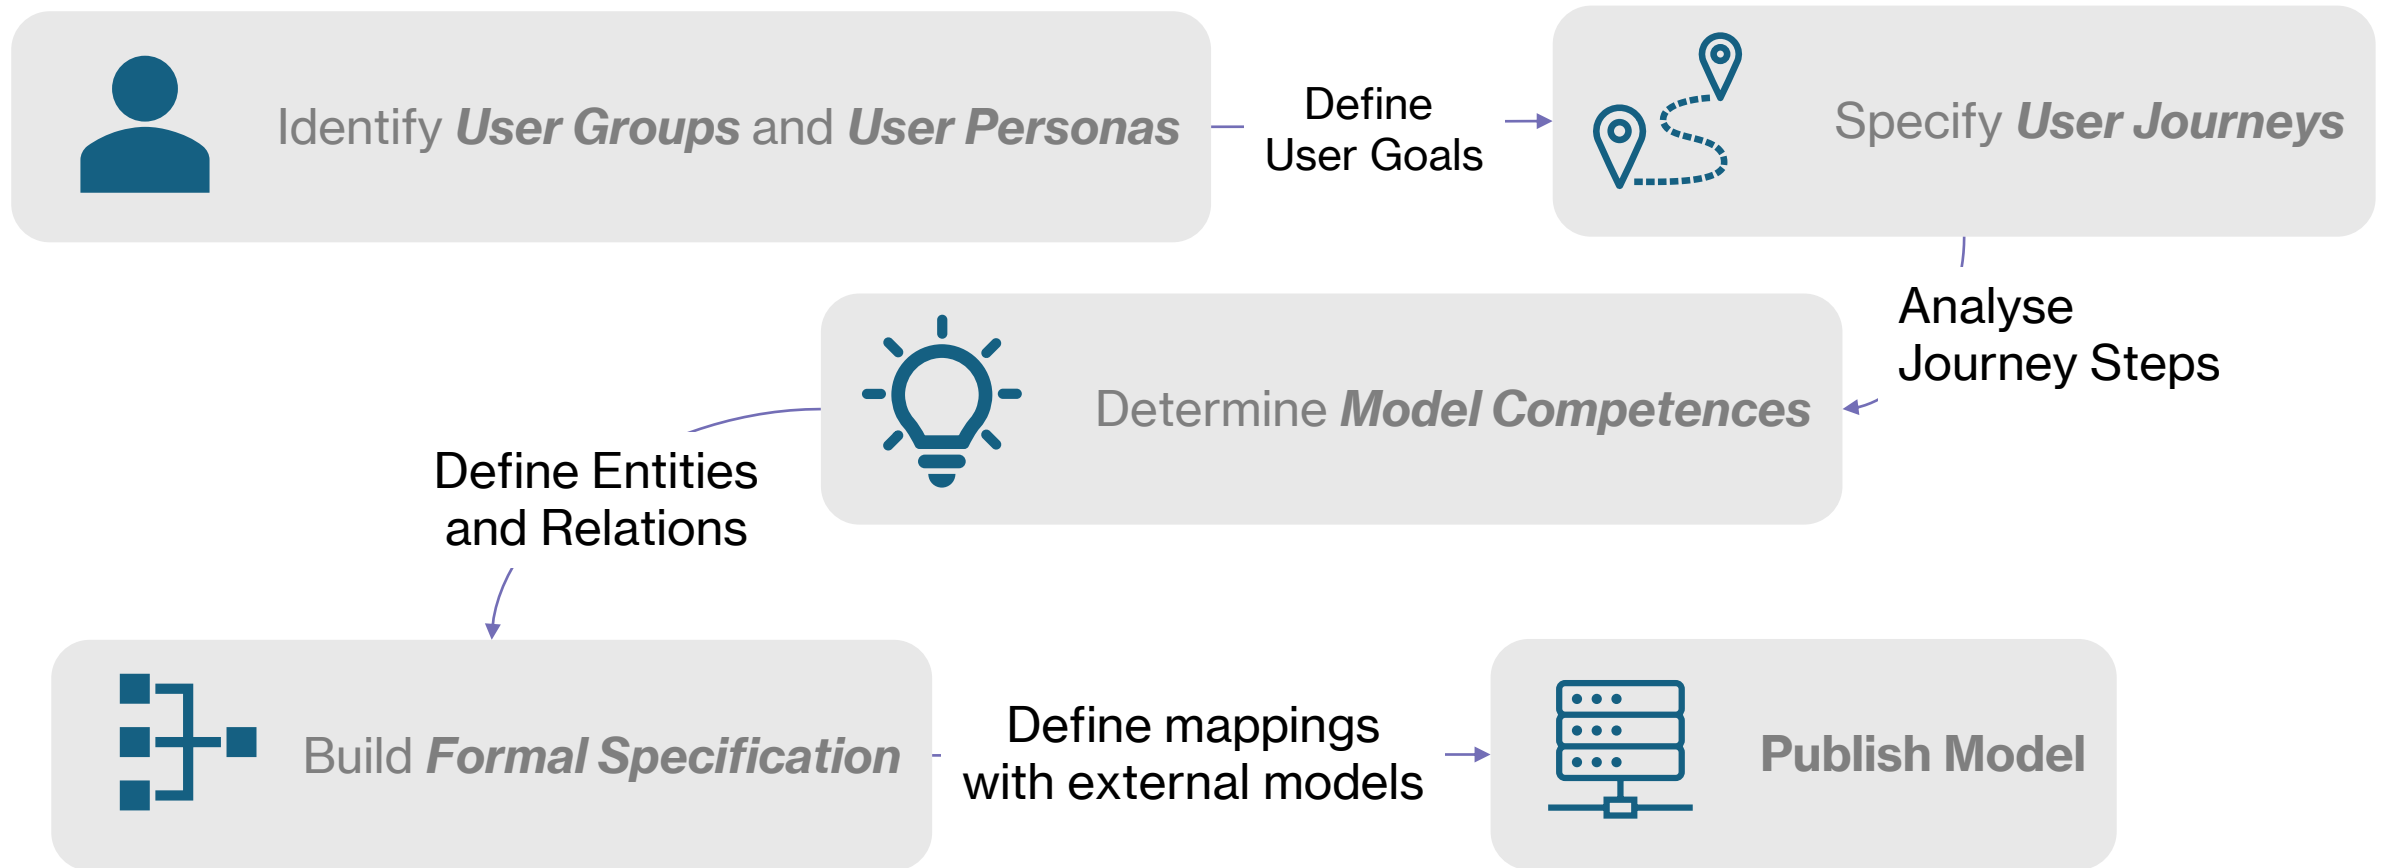 Identify User Groups and User Personas
Define
User Goals
Specify User Journeys
Analyse
Journey Steps
Determine Model Competences
Define Entities
and Relations
Build Formal Specification
Define mappings
with external models
Publish Model